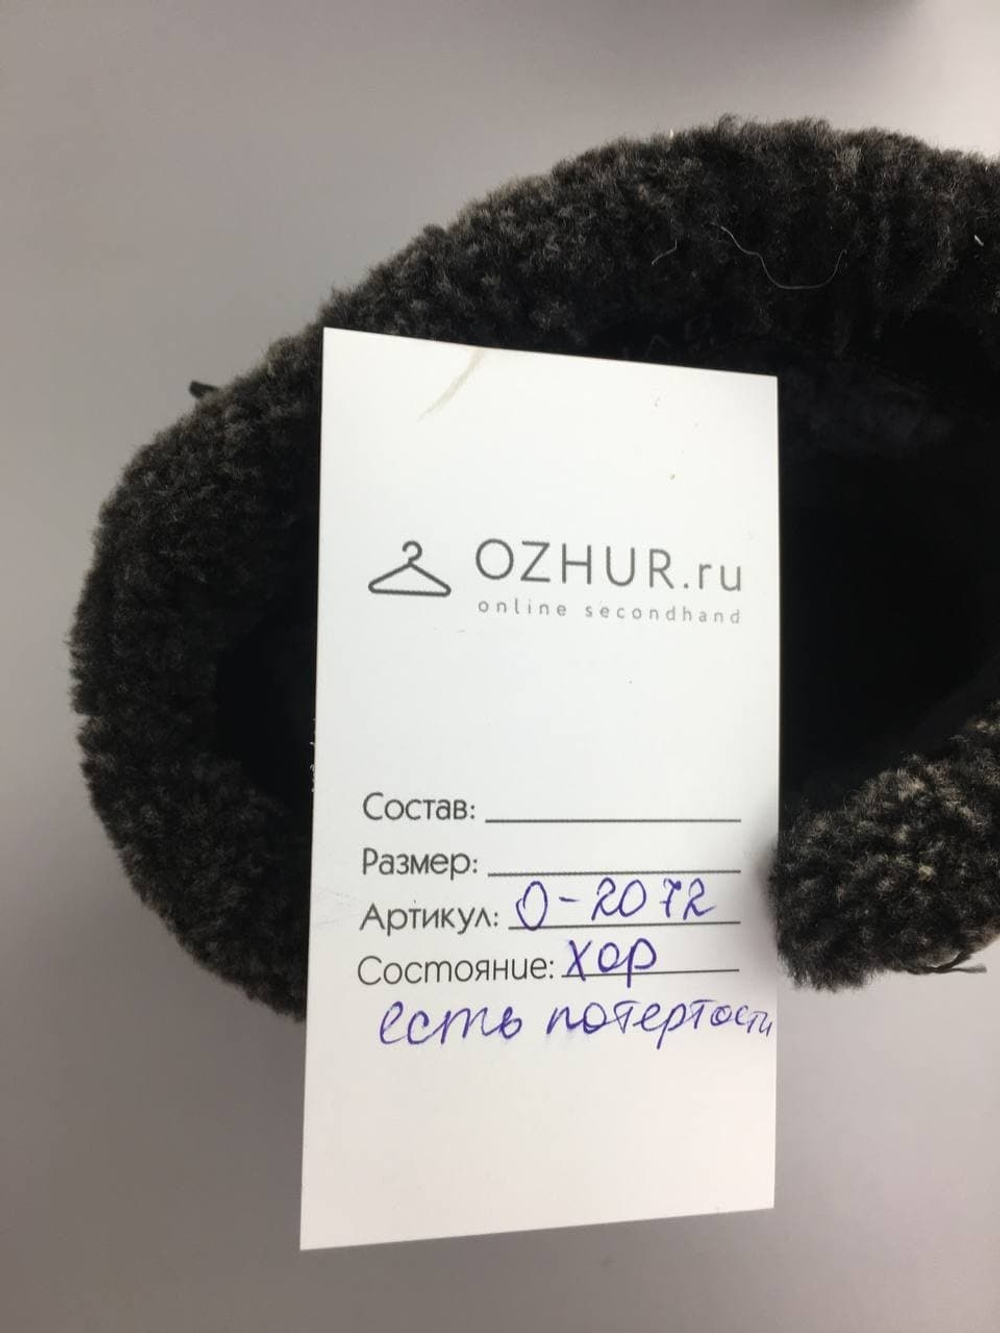 OZHUR.ru
online secondhand
Состав:
Размер:
Артикул: О-2072
Состояние: хор
есть потертости